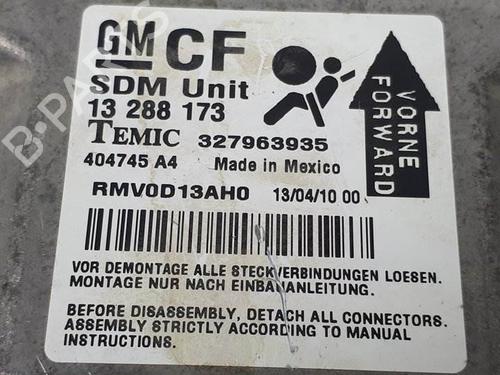 GM CF
SDM Unit
13 288 173
TEMIC 327963935
404745 A4 Made in Mexico
RMV0D13AH0 13/04/10 00
VORNE
FORWARD
VOR DEMONTAGE ALLE STECKVERBINDUNGEN LOESEN.
MONTAGE NUR NACH EINBAUANLEITUNG.
BEFORE DISASSEMBLY, DETACH ALL CONNECTORS.
ASSEMBLY STRICTLY ACCORDING TO MANUAL
INSTRUCTIONS.
B-PARTS